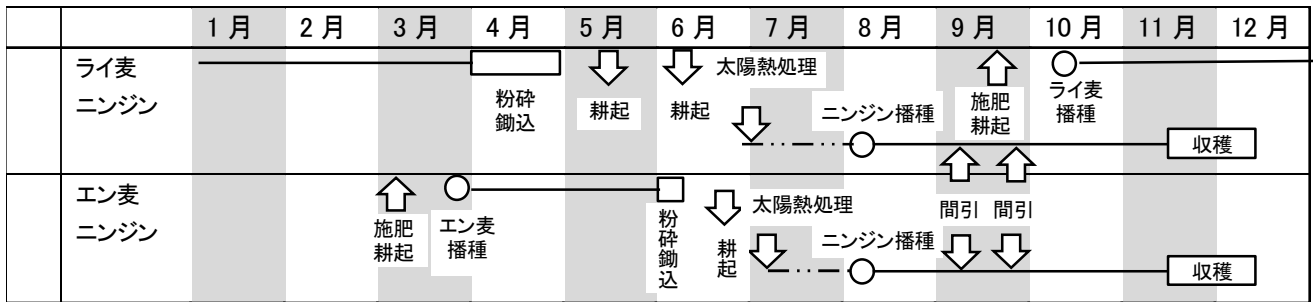 1月 2月 3月 4月 5月 6月 7月 8月 9月 10月 11月 12月
ライ麦
ニンジン
粉砕
鋤込
耕起
耕起
太陽熱処理
ニンジン播種
施肥
耕起
ライ麦
播種
収穫
エン麦
ニンジン
施肥
耕起
エン麦
播種
粉砕鋤込
耕起
太陽熱処理
ニンジン播種
間引 間引
収穫